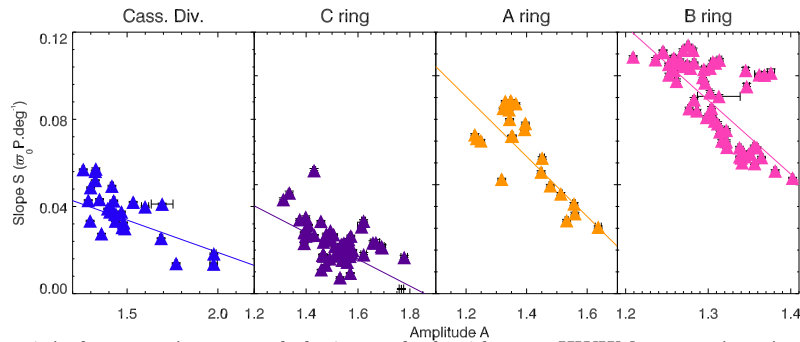 Cass. Div. C ring A ring B ring
0.12
0.08
0.04
0.00
Slope S (ϖ₀P.deg⁻¹)
1.5 2.0 1.2 1.4 1.6 1.8 1.2 1.4 1.6 1.2 1.3 1.4
Amplitude A